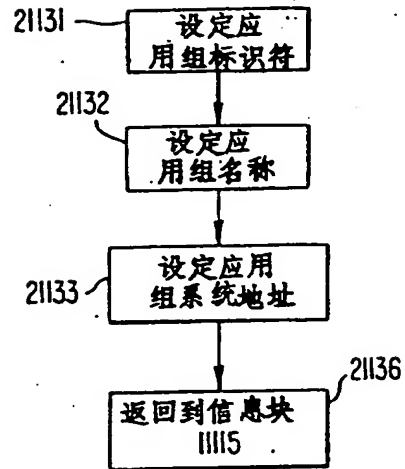 21131
设定应
用组标识符
21132
设定应
用组名称
21133
设定应用
组系统地址
21136
返回到信息块
11115